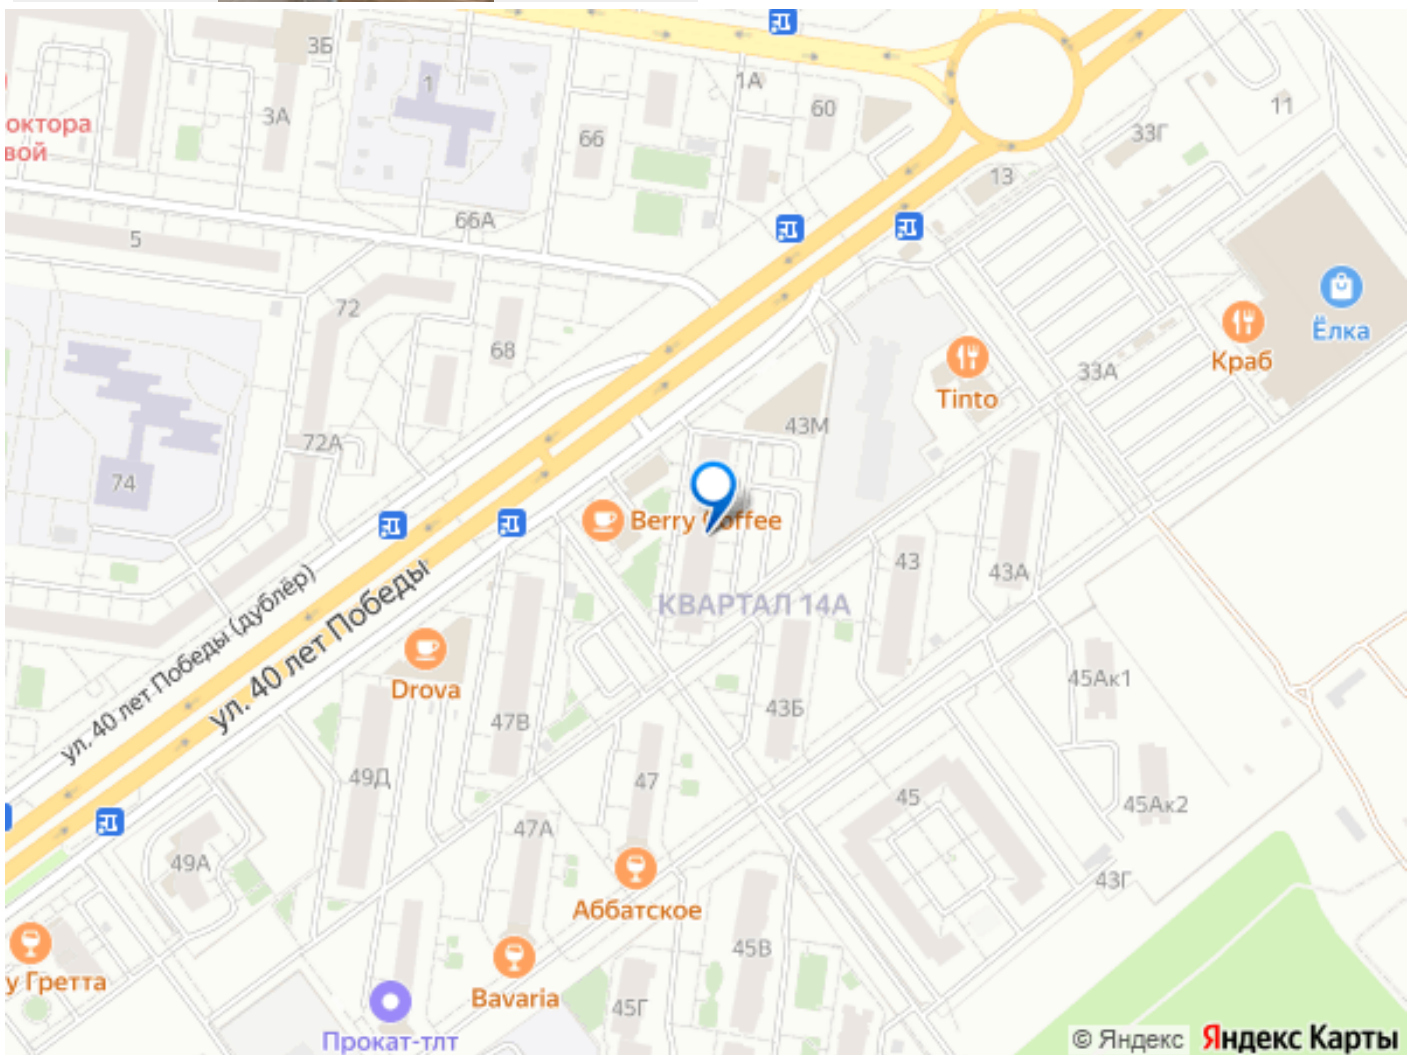 3Б
1
1А
60
11
3А
66
33Г
октора
вой
13
66А
5
72
Ёлка
68
Краб
33А
Tinto
43М
72А
74
Berry Coffee
43
43А
КВАРТАЛ 14А
ул. 40 лет Победы (дублёр)
ул. 40 лет Победы
45Ак1
Drova
43Б
47В
49Д
47
45
45Ак2
47А
49А
43Г
Аббатское
45В
у Гретта
Bavaria
45Г
Прокат-тлт
© Яндекс Яндекс Карты